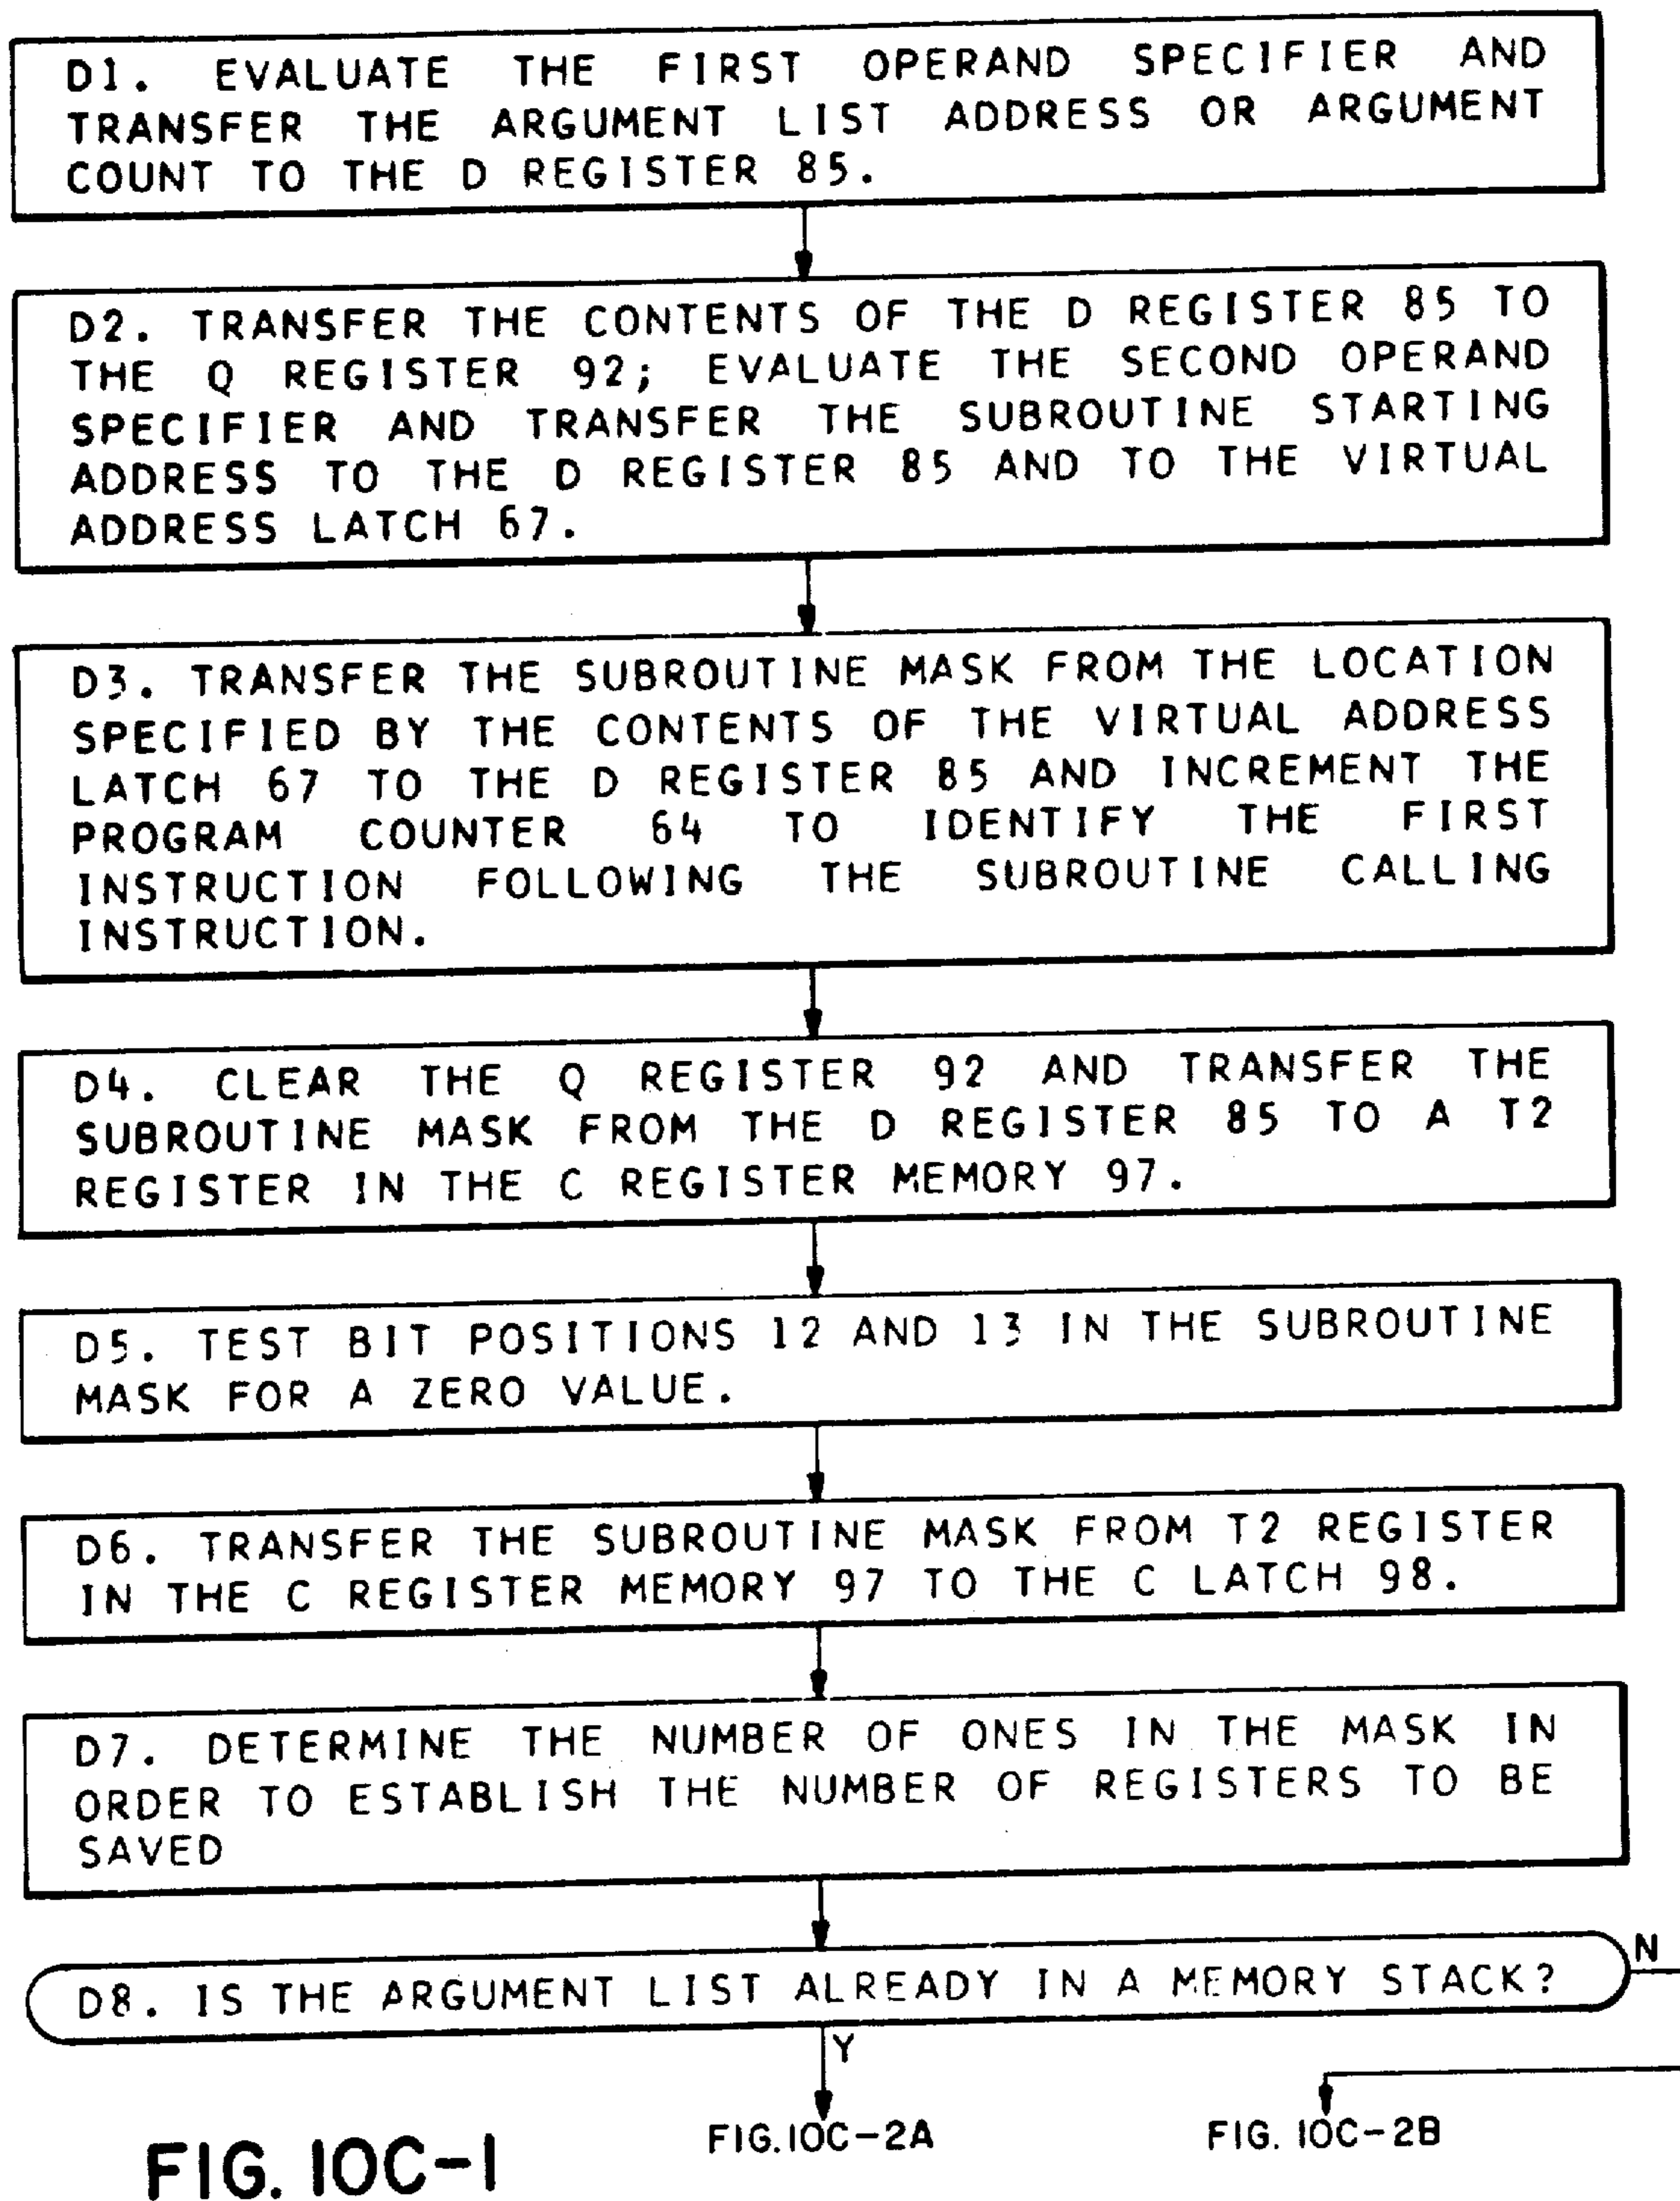 D1. EVALUATE THE FIRST OPERAND SPECIFIER AND
TRANSFER THE ARGUMENT LIST ADDRESS OR ARGUMENT
COUNT TO THE D REGISTER 85.
D2. TRANSFER THE CONTENTS OF THE D REGISTER 85 TO
THE Q REGISTER 92; EVALUATE THE SECOND OPERAND
SPECIFIER AND TRANSFER THE SUBROUTINE STARTING
ADDRESS TO THE D REGISTER 85 AND TO THE VIRTUAL
ADDRESS LATCH 67.
D3. TRANSFER THE SUBROUTINE MASK FROM THE LOCATION
SPECIFIED BY THE CONTENTS OF THE VIRTUAL ADDRESS
LATCH 67 TO THE D REGISTER 85 AND INCREMENT THE
PROGRAM COUNTER 64 TO IDENTIFY THE FIRST
INSTRUCTION FOLLOWING THE SUBROUTINE CALLING
INSTRUCTION.
D4. CLEAR THE Q REGISTER 92 AND TRANSFER THE
SUBROUTINE MASK FROM THE D REGISTER 85 TO A T2
REGISTER IN THE C REGISTER MEMORY 97.
D5. TEST BIT POSITIONS 12 AND 13 IN THE SUBROUTINE
MASK FOR A ZERO VALUE.
D6. TRANSFER THE SUBROUTINE MASK FROM T2 REGISTER
IN THE C REGISTER MEMORY 97 TO THE C LATCH 98.
D7. DETERMINE THE NUMBER OF ONES IN THE MASK IN
ORDER TO ESTABLISH THE NUMBER OF REGISTERS TO BE
SAVED
D8. IS THE ARGUMENT LIST ALREADY IN A MEMORY STACK?
N
Y
FIG.10C-2A
FIG. 10C-2B
FIG. 10C-1